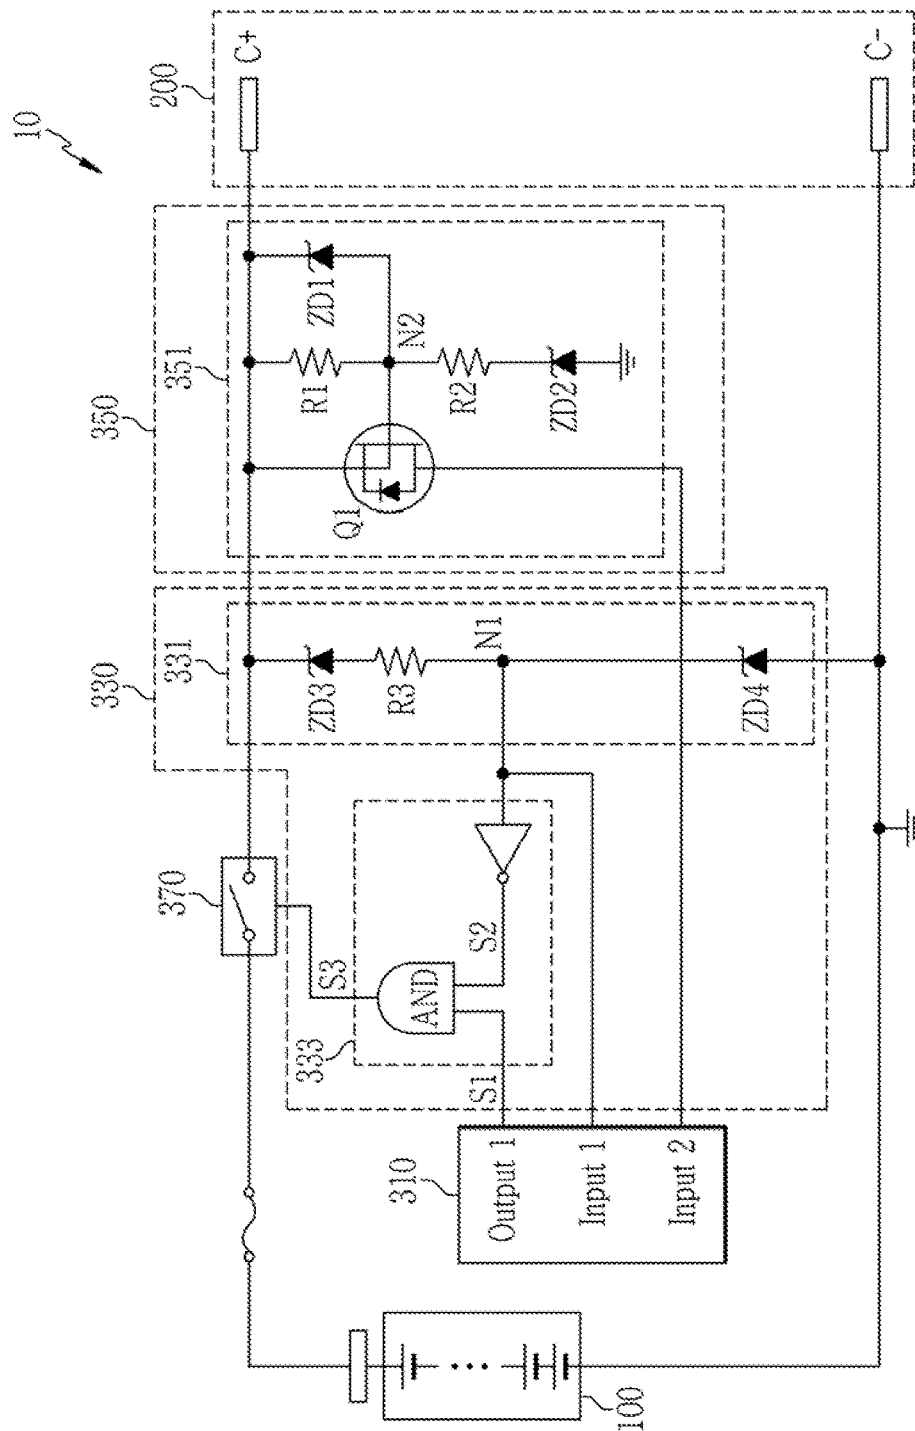 10
200
C+
C-
350
351
ZD1
R1
N2
R2
ZD2
Q1
330
331
ZD3
R3
N1
ZD4
370
S3
333
AND
S2
S1
310
Output 1
Input 1
Input 2
100